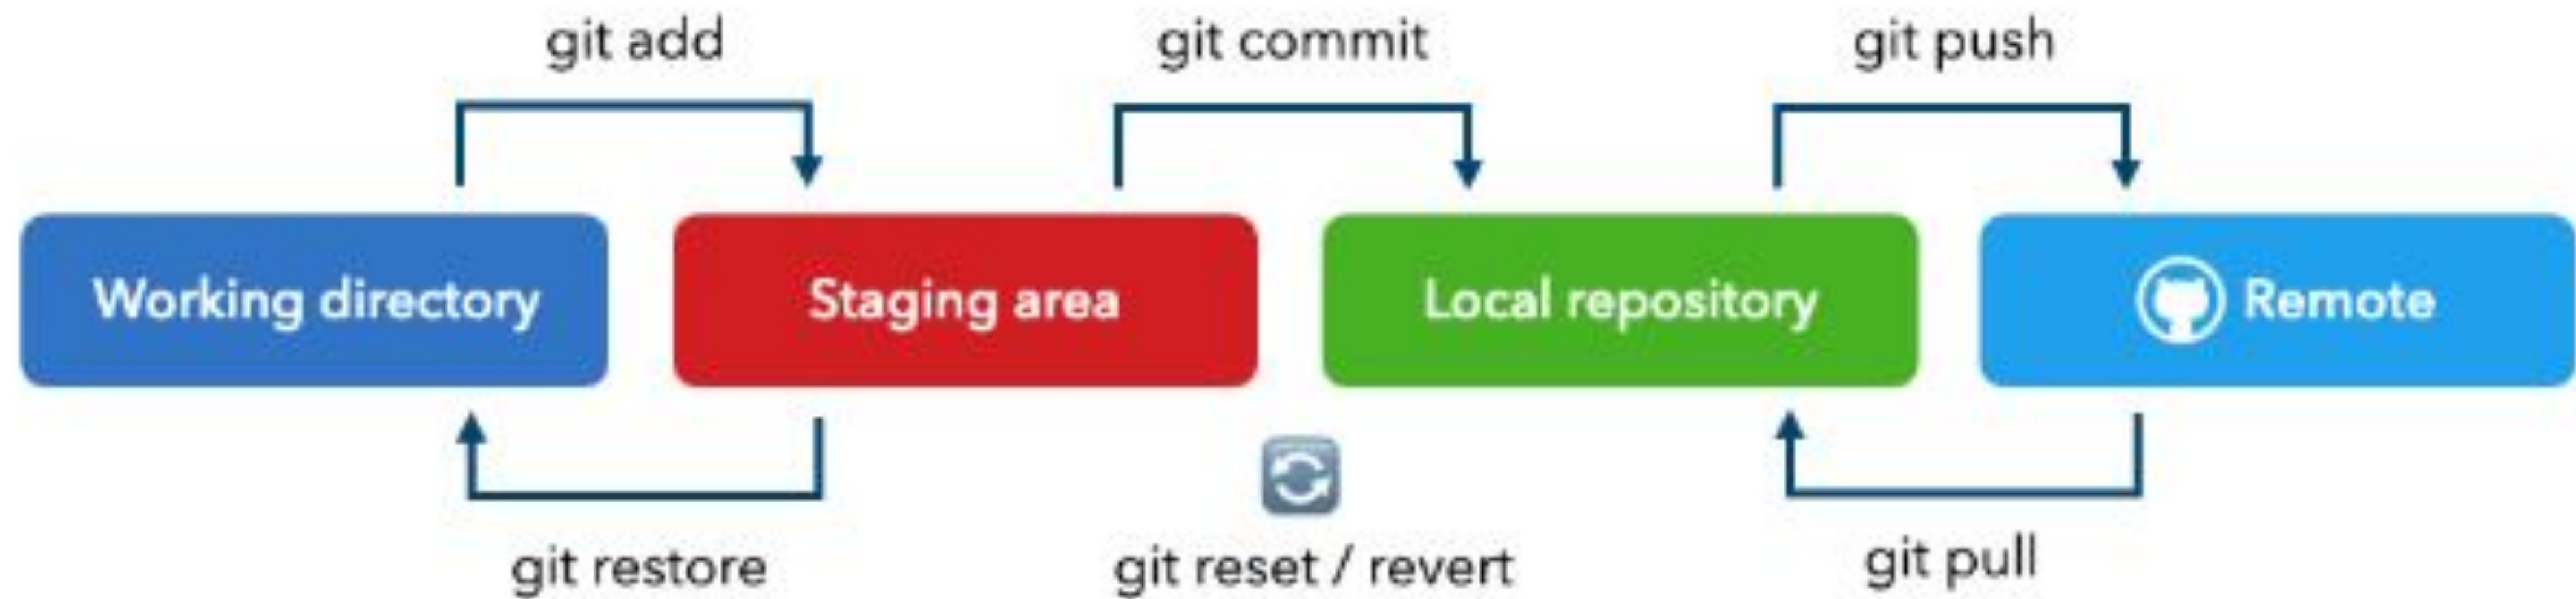 git add
git commit
git push
Working directory
Staging area
Local repository
Remote
git restore
git reset / revert
git pull